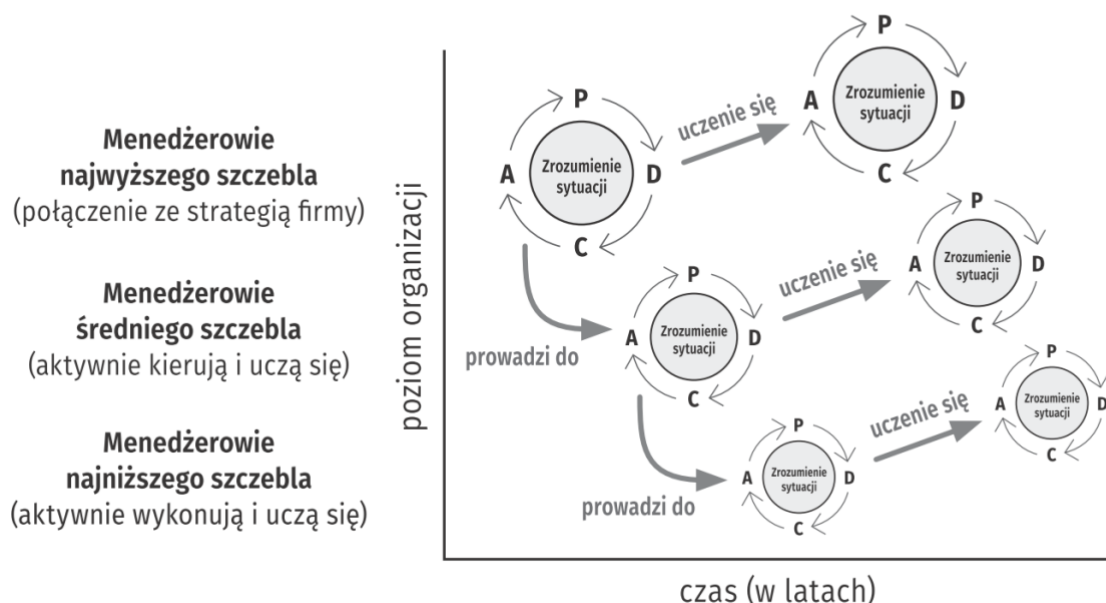 Menedżerowie
najwyższego szczebla
(połączenie ze strategią firmy)
Menedżerowie
średniego szczebla
(aktywnie kierują i uczą się)
Menedżerowie
najniższego szczebla
(aktywnie wykonują i uczą się)
poziom organizacji
P
A
Zrozumienie
sytuacji
D
C
uczenie się
P
A
Zrozumienie
sytuacji
D
C
prowadzi do
P
A
Zrozumienie
sytuacji
D
C
uczenie się
P
A
Zrozumienie
sytuacji
D
C
prowadzi do
P
A
Zrozumienie
sytuacji
D
C
uczenie się
P
A
Zrozumienie
sytuacji
D
C
czas (w latach)